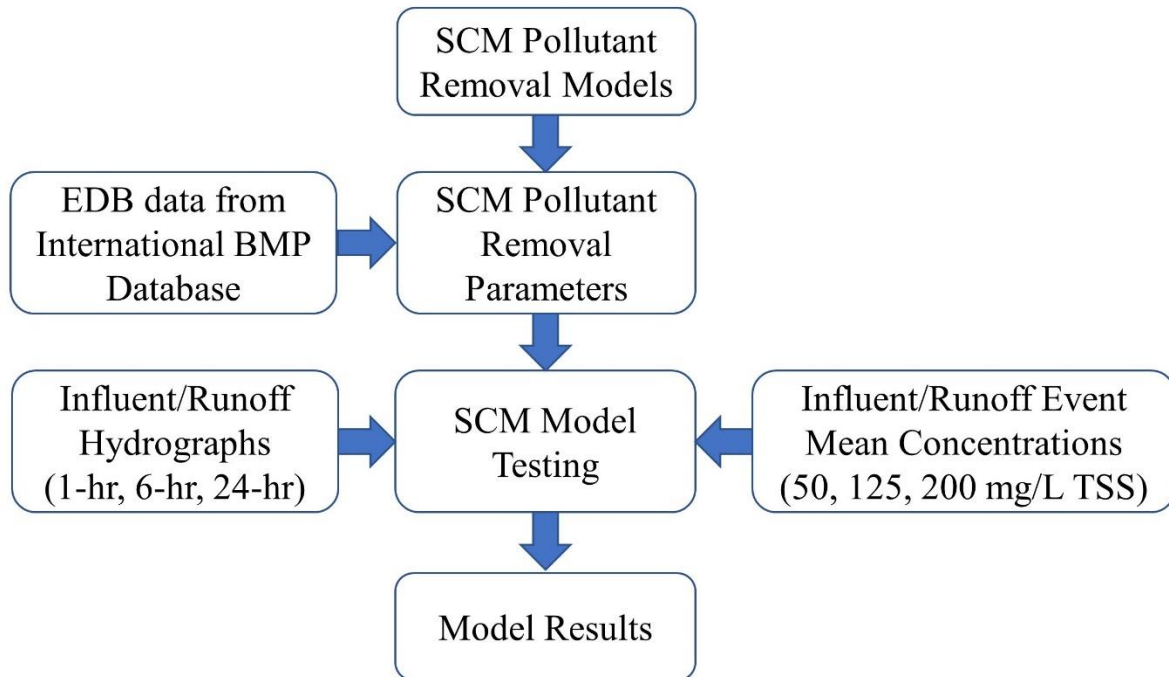 SCM Pollutant
Removal Models
EDB data from
International BMP
Database
SCM Pollutant
Removal
Parameters
Influent/Runoff
Hydrographs
(1-hr, 6-hr, 24-hr)
SCM Model
Testing
Influent/Runoff Event
Mean Concentrations
(50, 125, 200 mg/L TSS)
Model Results